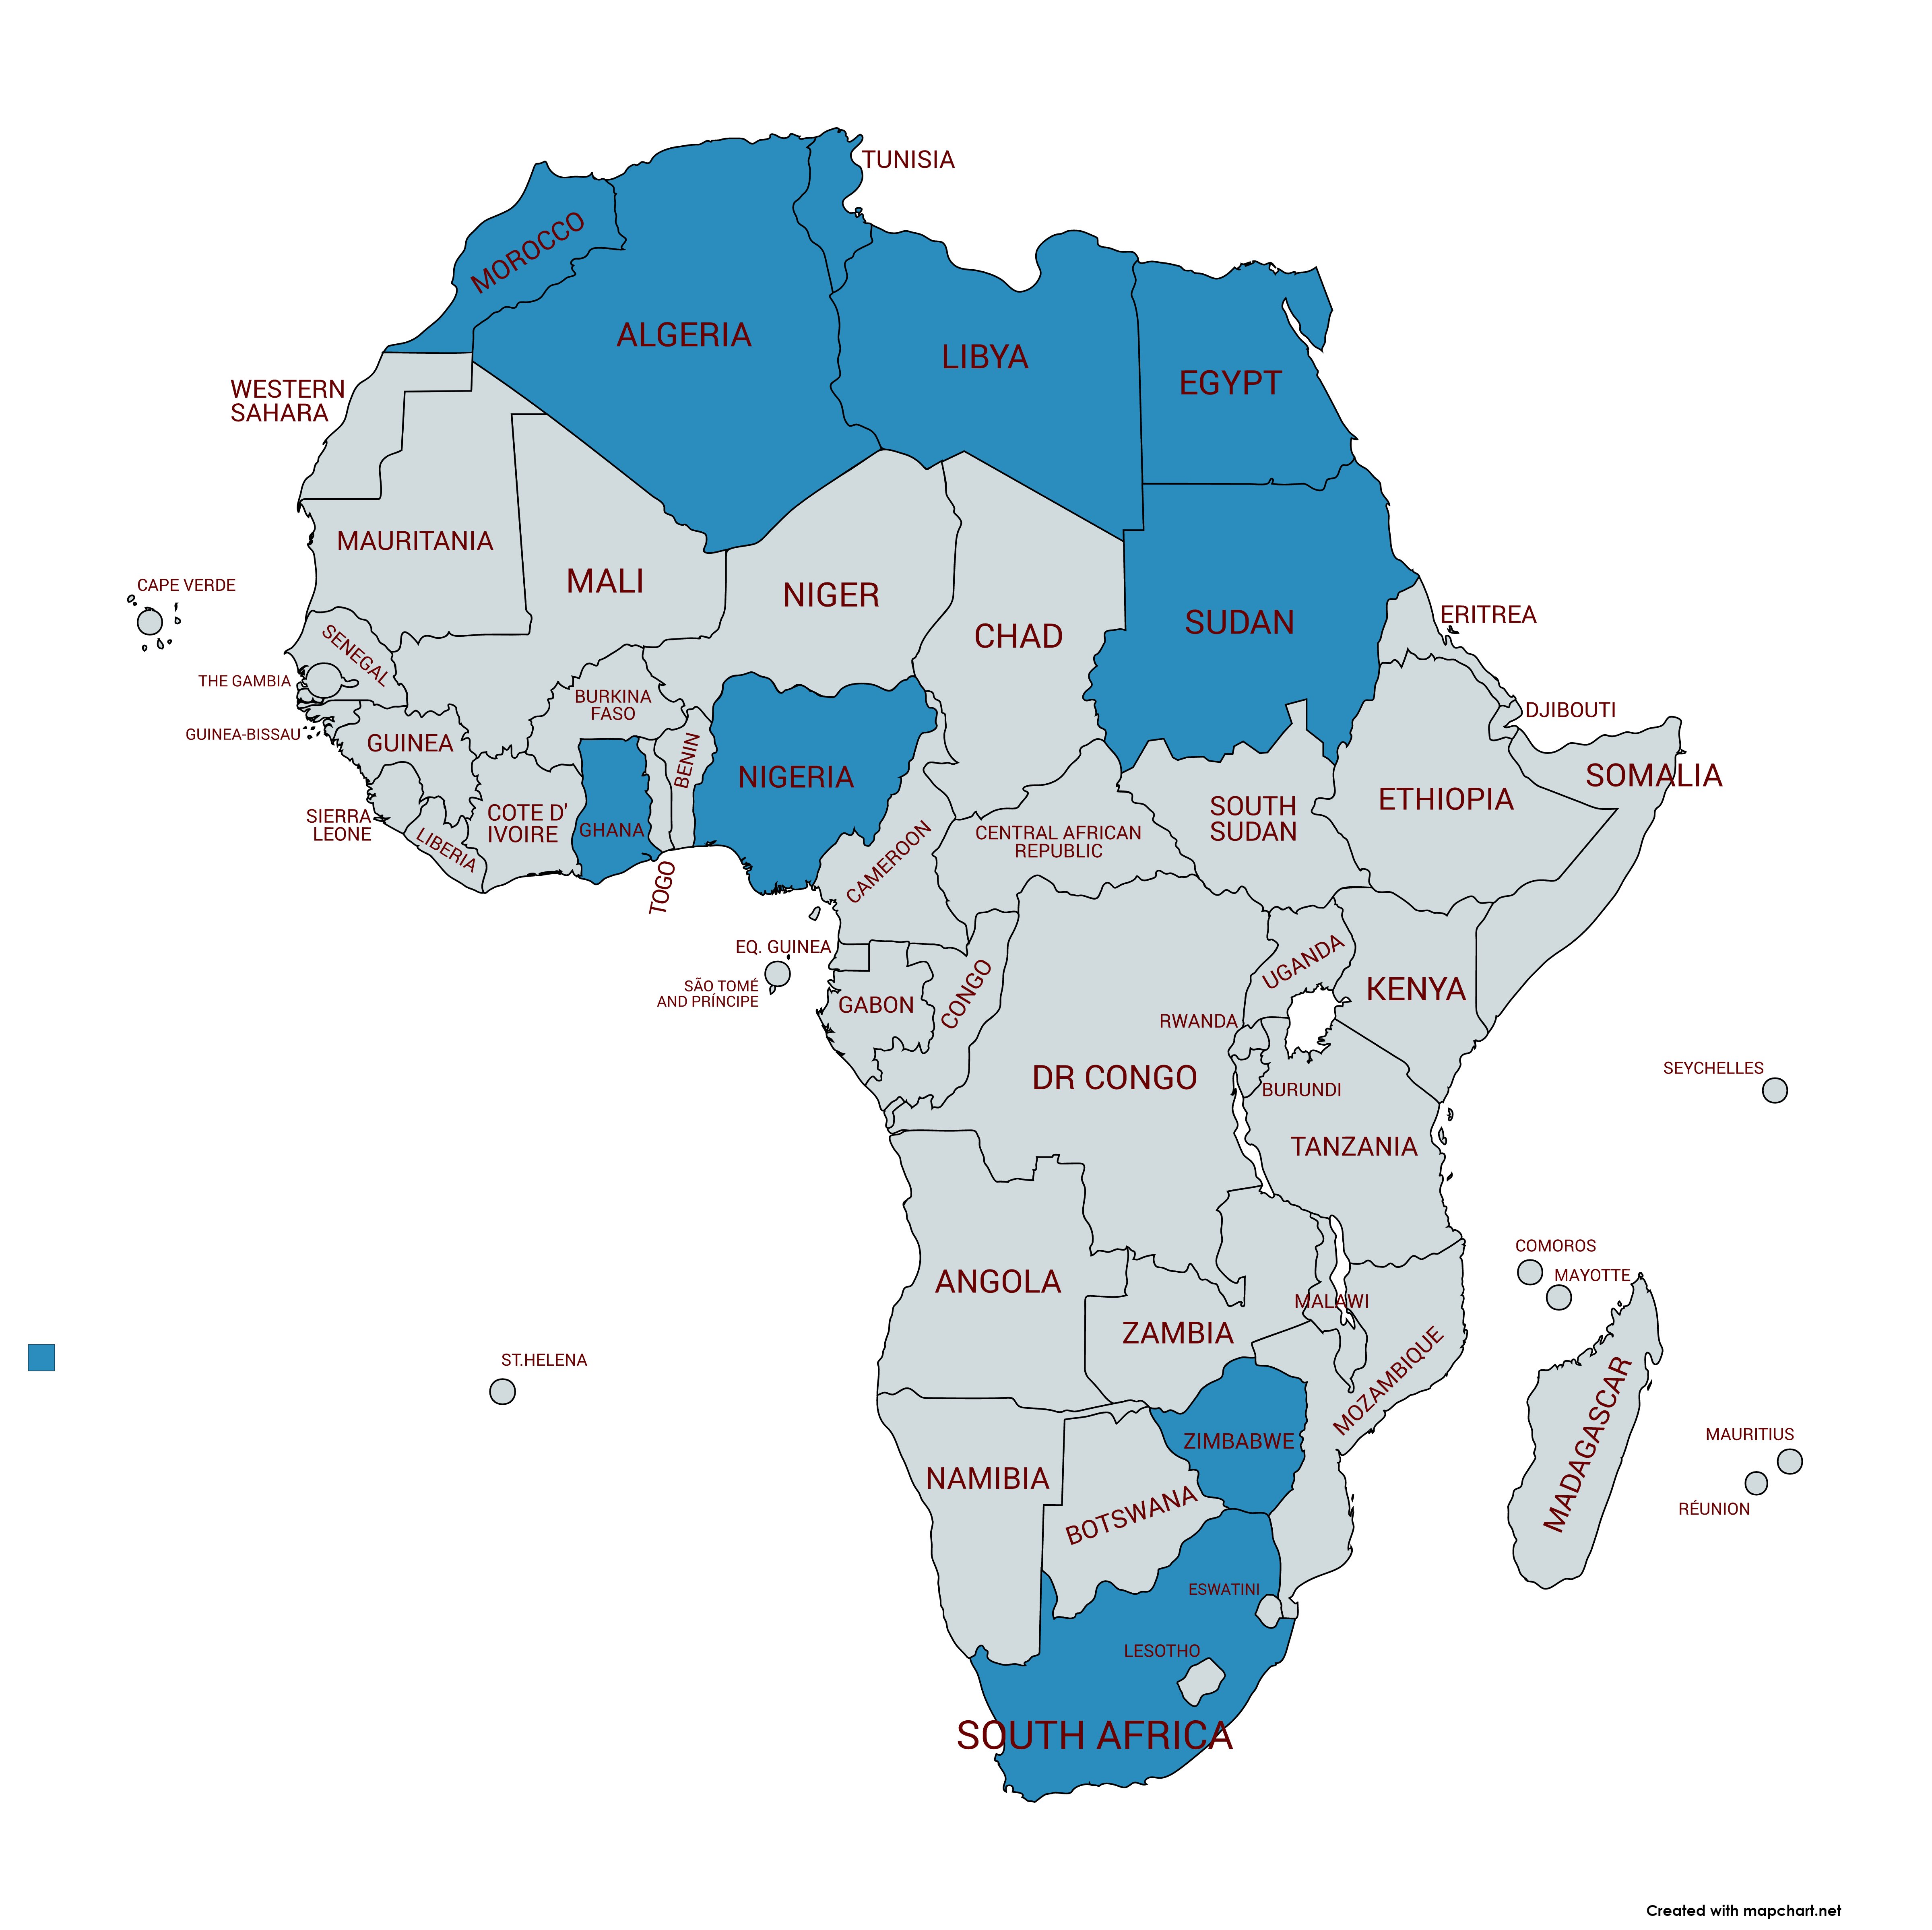 TUNISIA
MOROCCO
ALGERIA
LIBYA
EGYPT
WESTERN
SAHARA
MAURITANIA
MALI
NIGER
CHAD
SUDAN
ERITREA
CAPE VERDE
SENEGAL
THE GAMBIA
GUINEA-BISSAU
GUINEA
BURKINA
FASO
BENIN
NIGERIA
DJIBOUTI
SOMALIA
ETHIOPIA
SOUTH
SUDAN
SIERRA
LEONE
LIBERIA
COTE D'
IVOIRE
GHANA
TOGO
CAMEROON
CENTRAL AFRICAN
REPUBLIC
EQ. GUINEA
SÃO TOMÉ
AND PRÍNCIPE
GABON
CONGO
UGANDA
KENYA
RWANDA
DR CONGO
BURUNDI
TANZANIA
SEYCHELLES
COMOROS
MAYOTTE
ANGOLA
ZAMBIA
MALAWI
MOZAMBIQUE
MADAGASCAR
ST.HELENA
ZIMBABWE
NAMIBIA
BOTSWANA
MAURITIUS
RÉUNION
ESWATINI
LESOTHO
SOUTH AFRICA
Created with mapchart.net